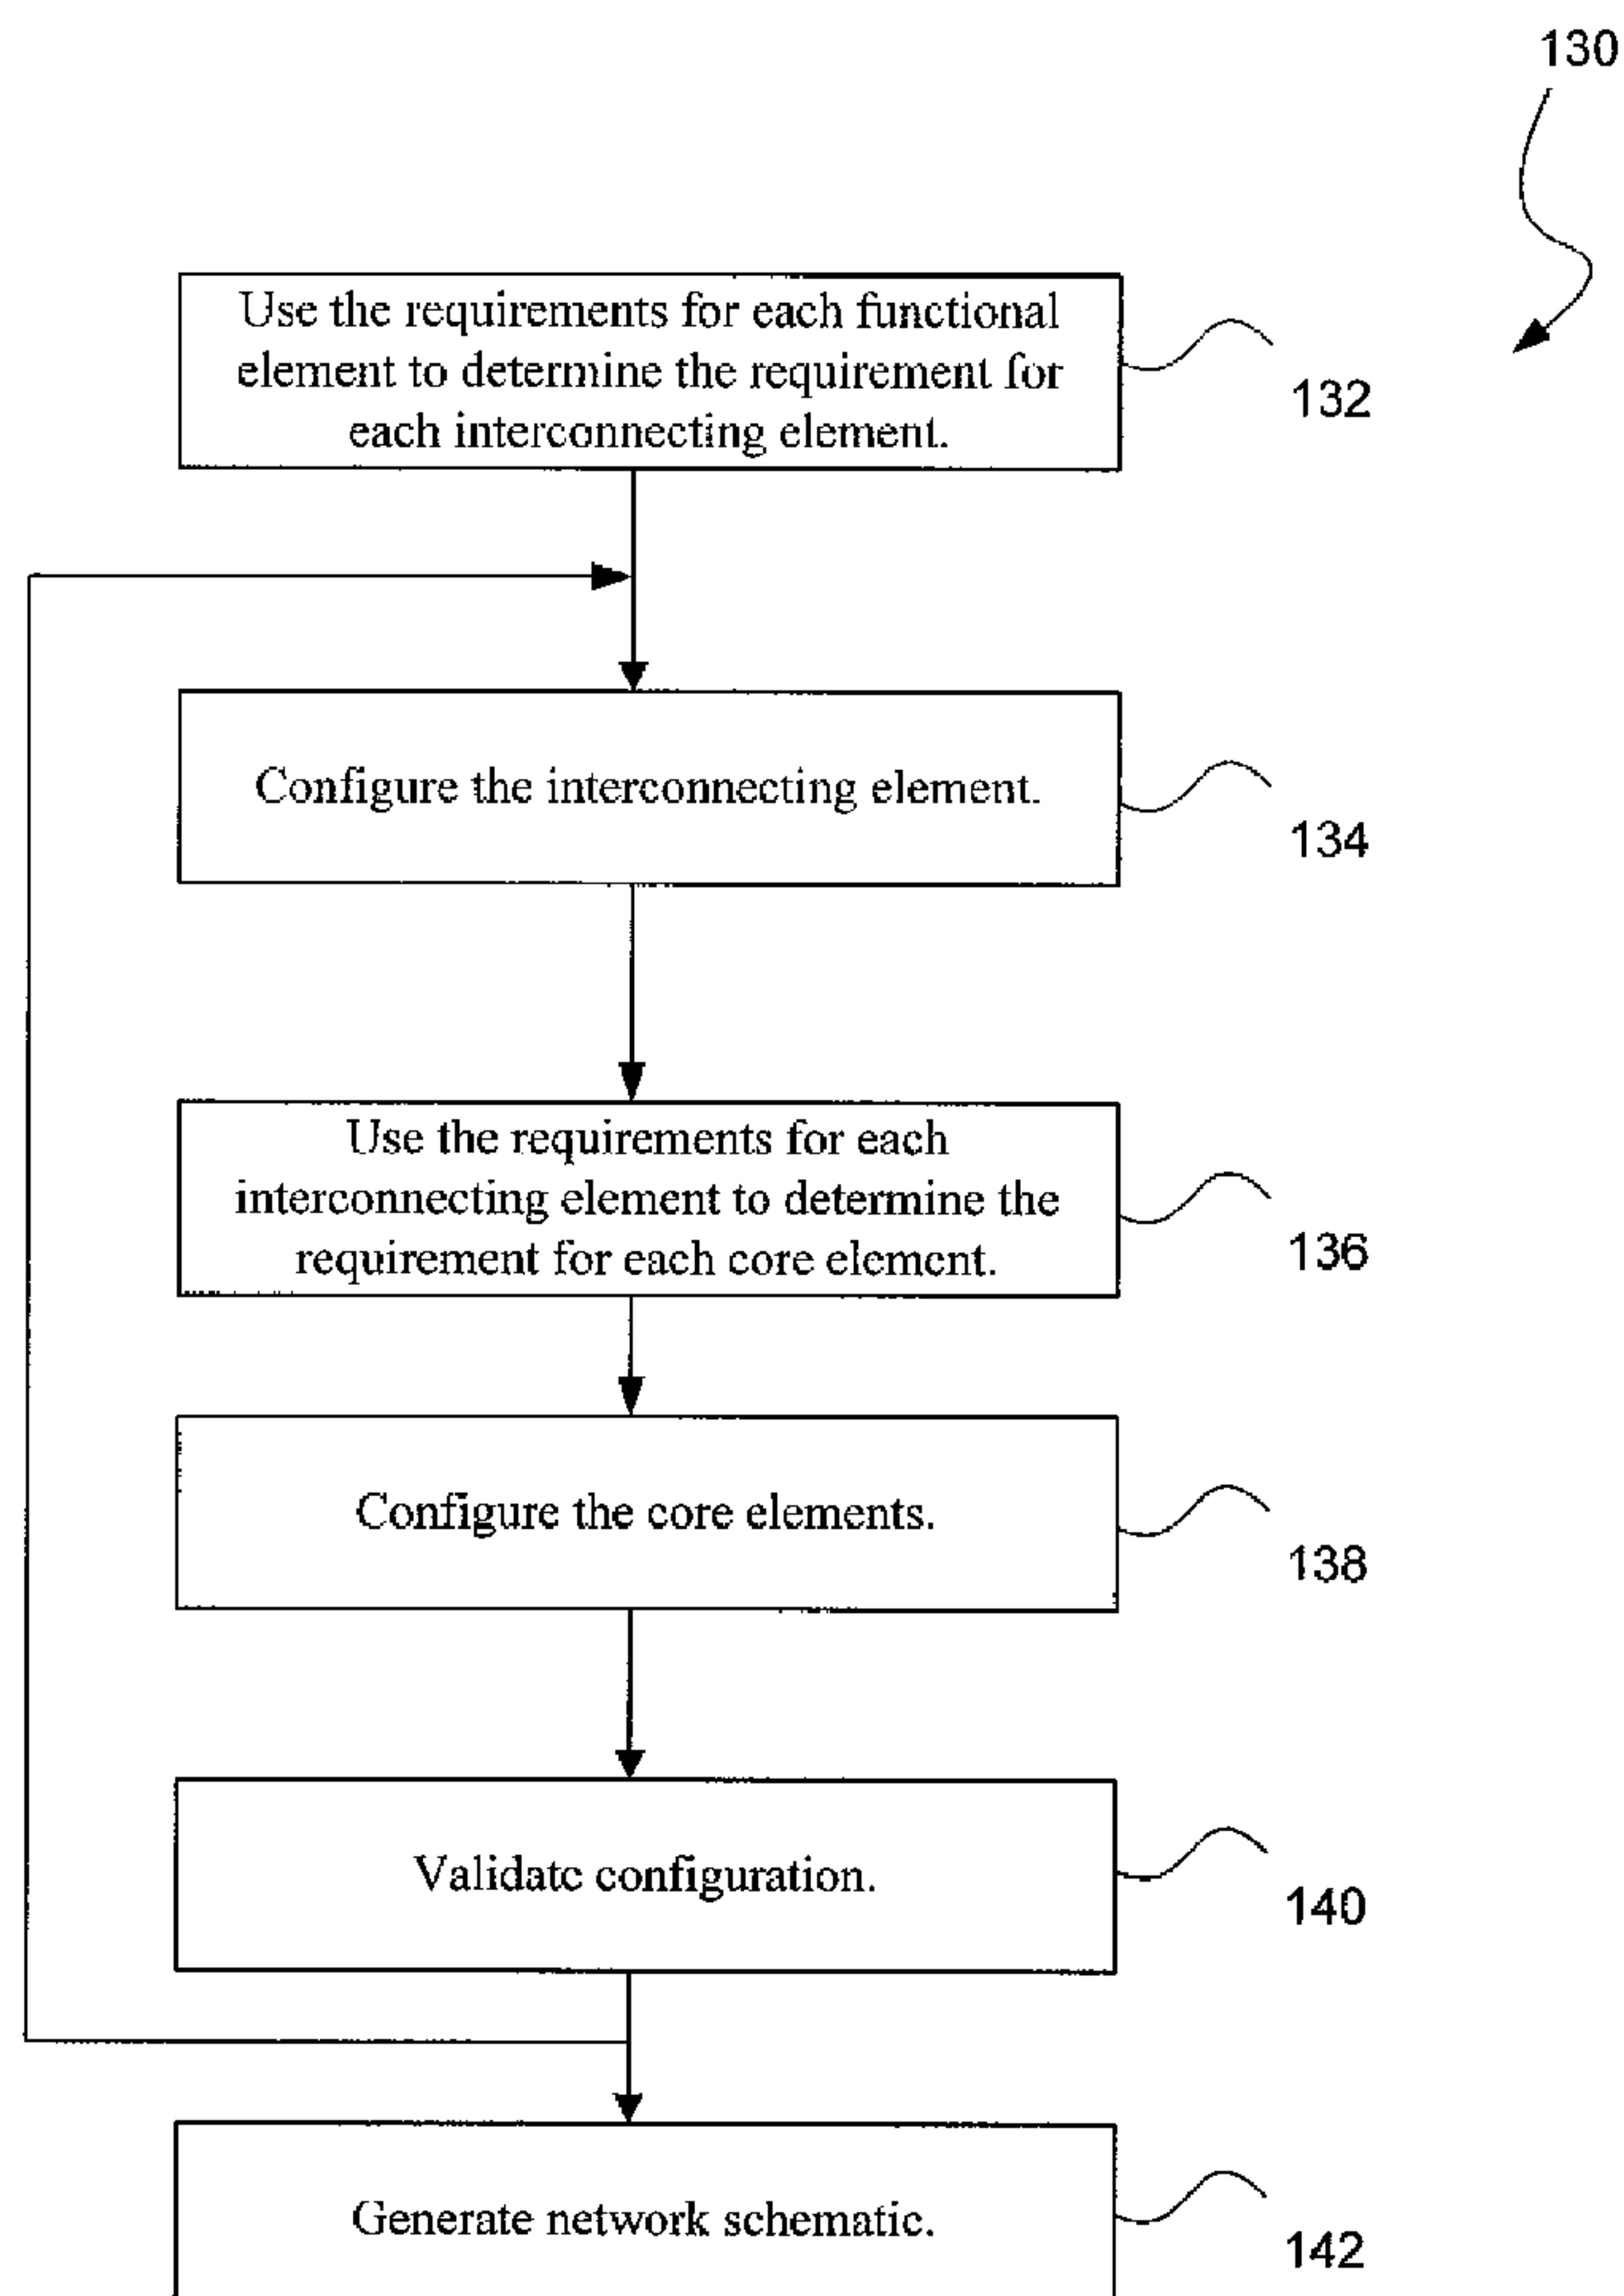 130
Use the requirements for each functional
element to determine the requirement for
each interconnecting element.
132
Configure the interconnecting element.
134
Use the requirements for each
interconnecting element to determine the
requirement for each core element.
136
Configure the core elements.
138
Validate configuration.
140
Generate network schematic.
142